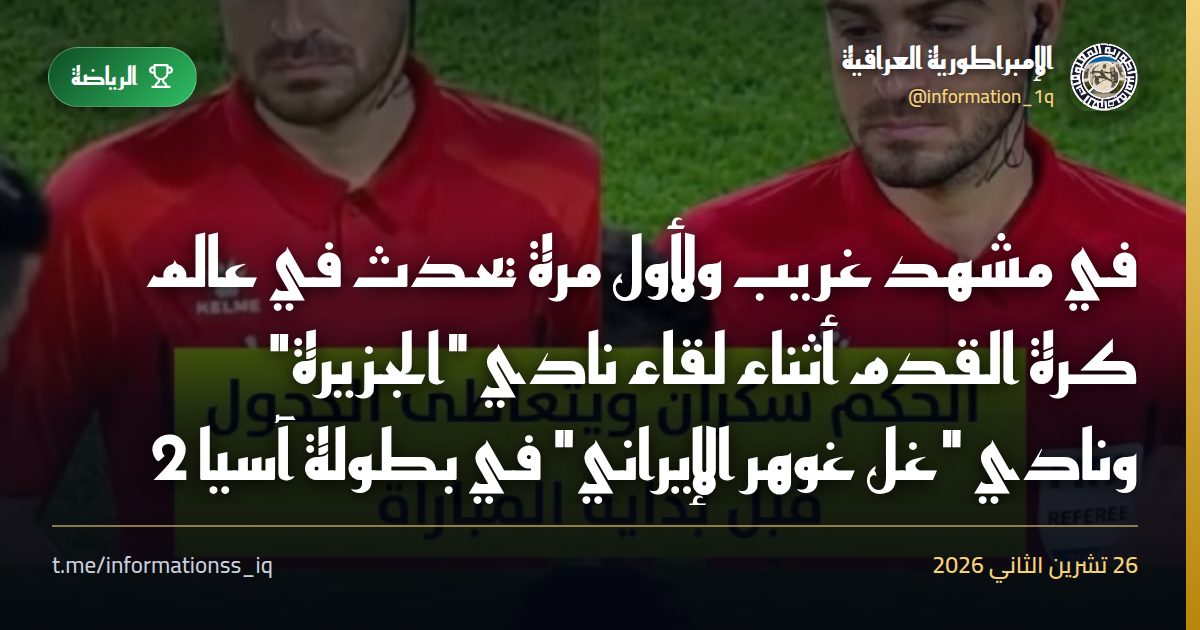 الإمبراطورية العراقية
@information_1q
الرياضة
في مشهد غريب ولأول مرة تحدث في عالم
كرة القدم أثناء لقاء نادي "الجزيرة"
ونادي "غل غوهر الإيراني" في بطولة آسيا 2
الحكم سكران ويتعاطى الكحول
قبل بداية المباراة
KELME
REFEREE
26 تشرين الثاني 2026
t.me/informationss_iq